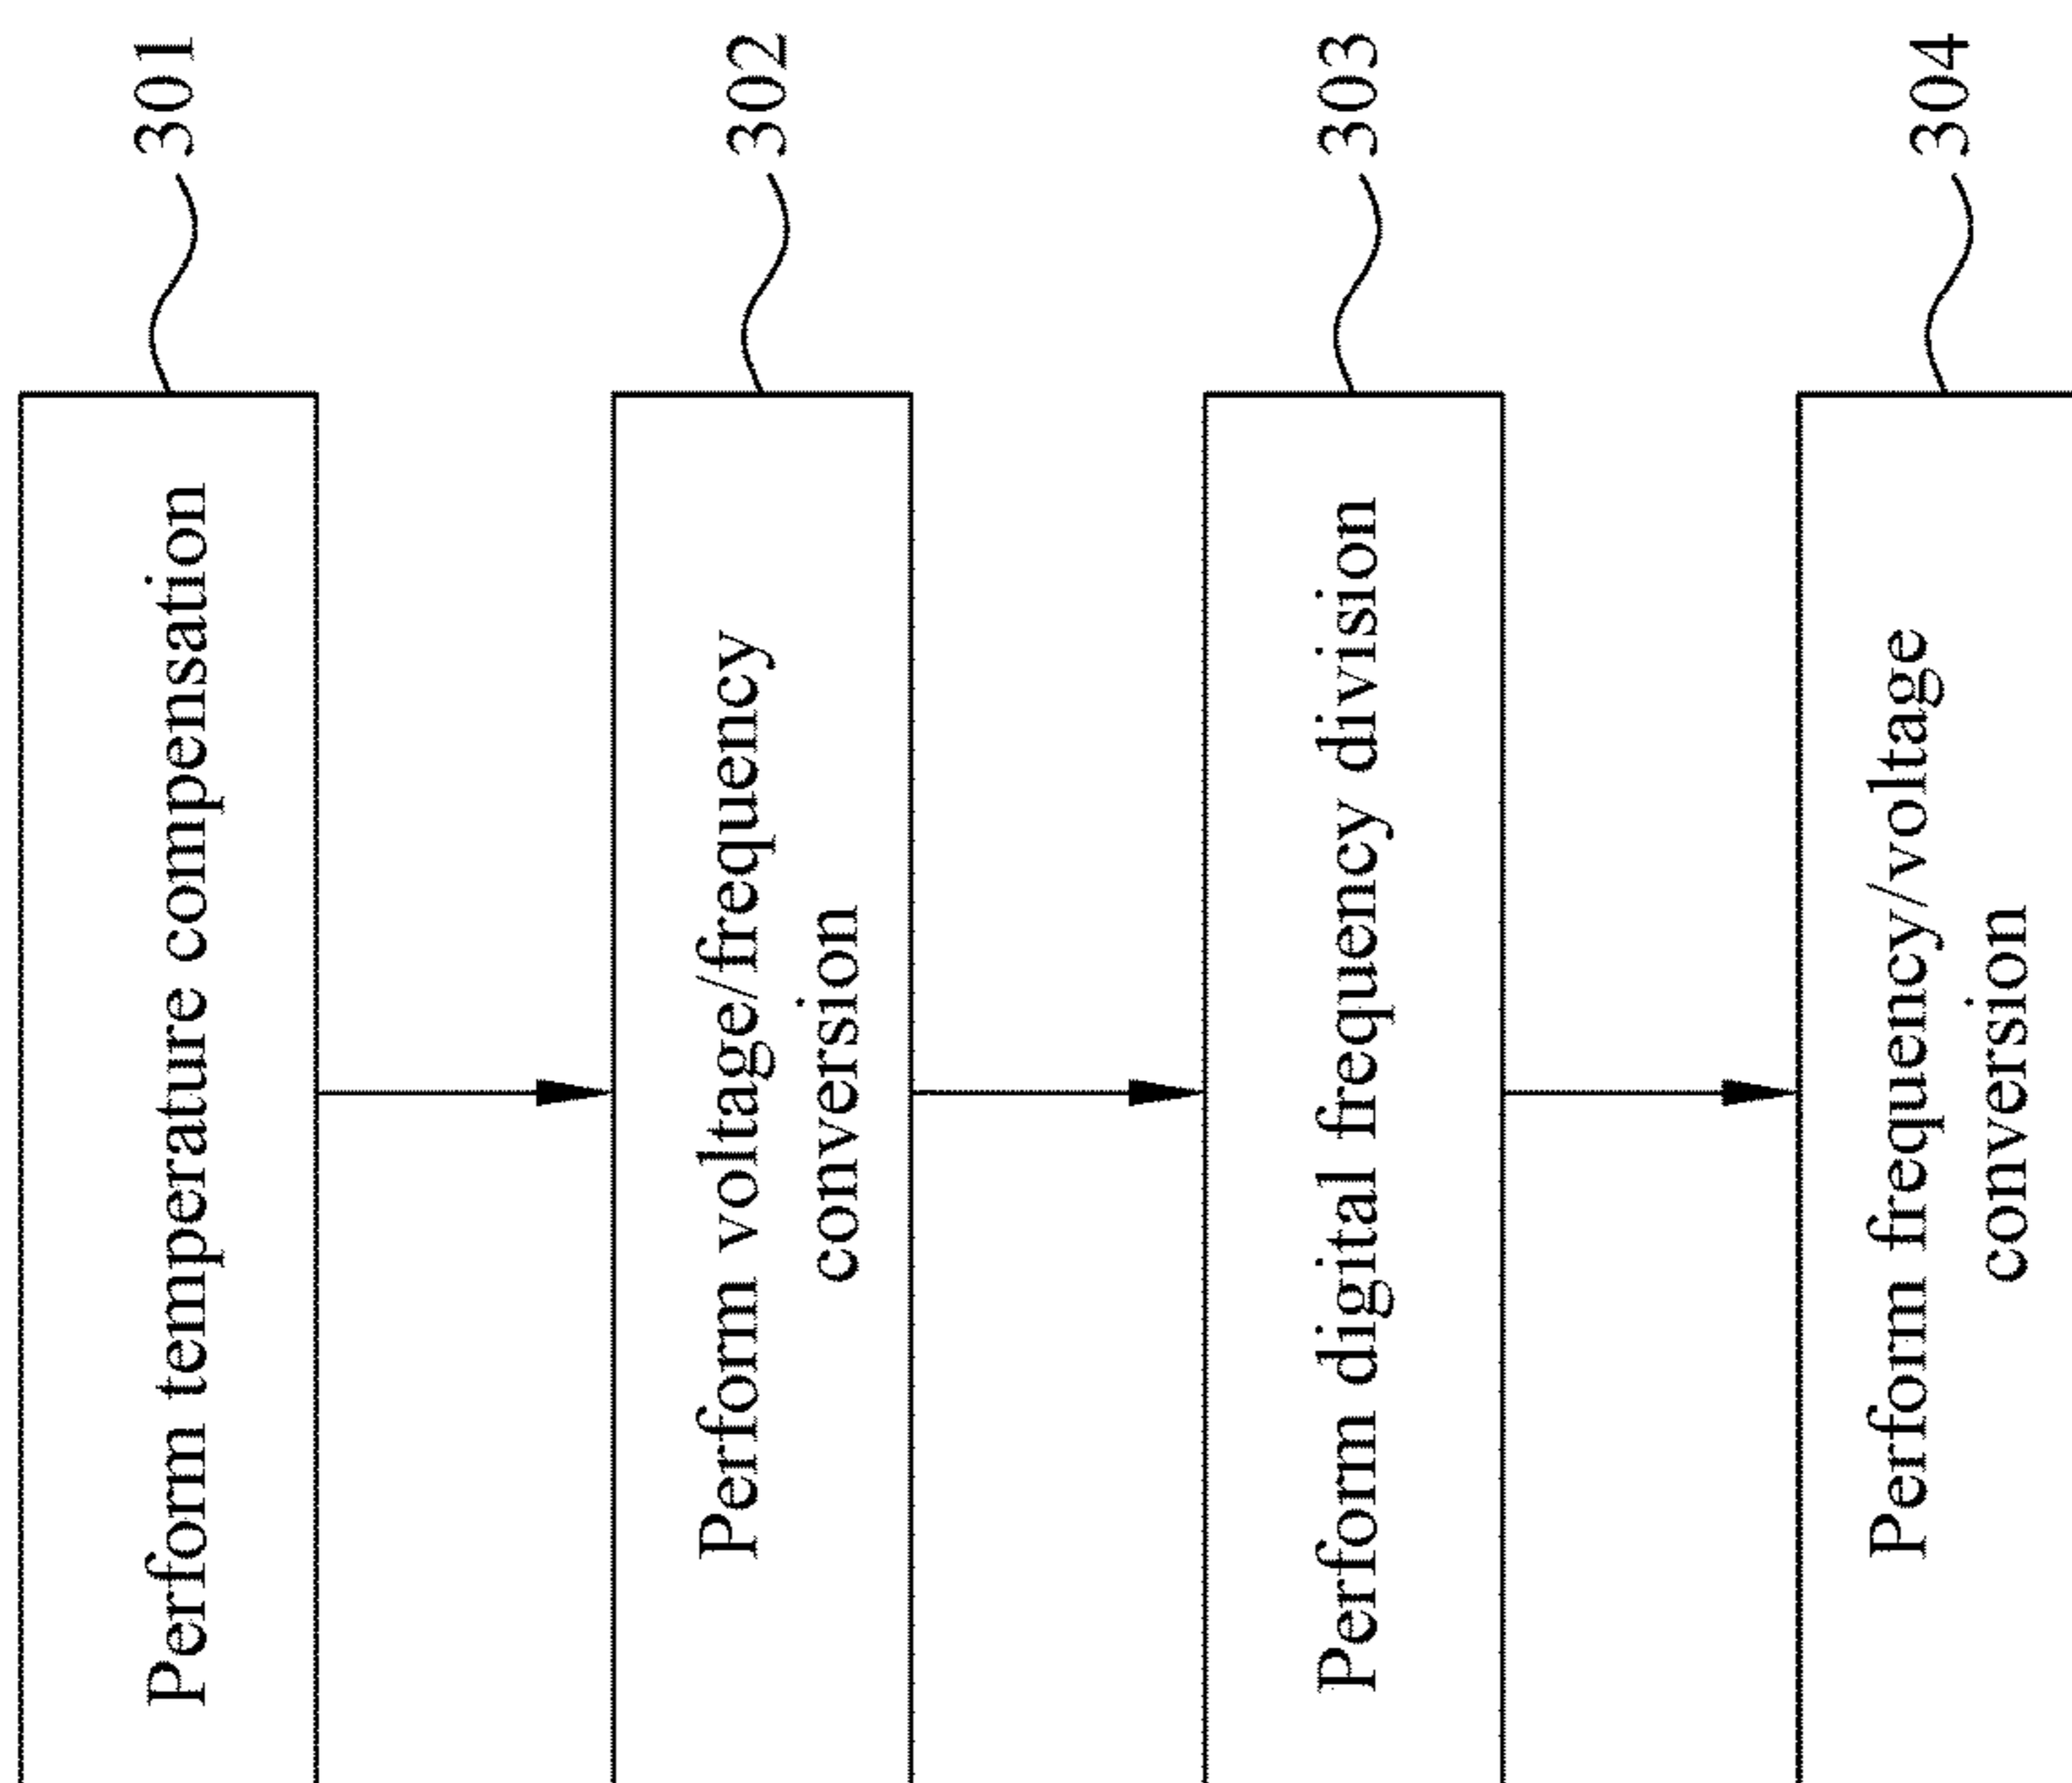 Perform temperature compensation
301
Perform voltage/frequency
conversion
302
Perform digital frequency division
303
Perform frequency/voltage
conversion
304